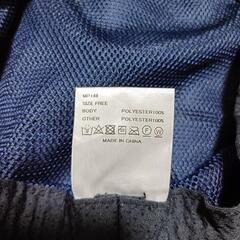 MP148
SIZE FREE
BODY POLYESTER100%
OTHER POLYESTER100%
MADE IN CHINA